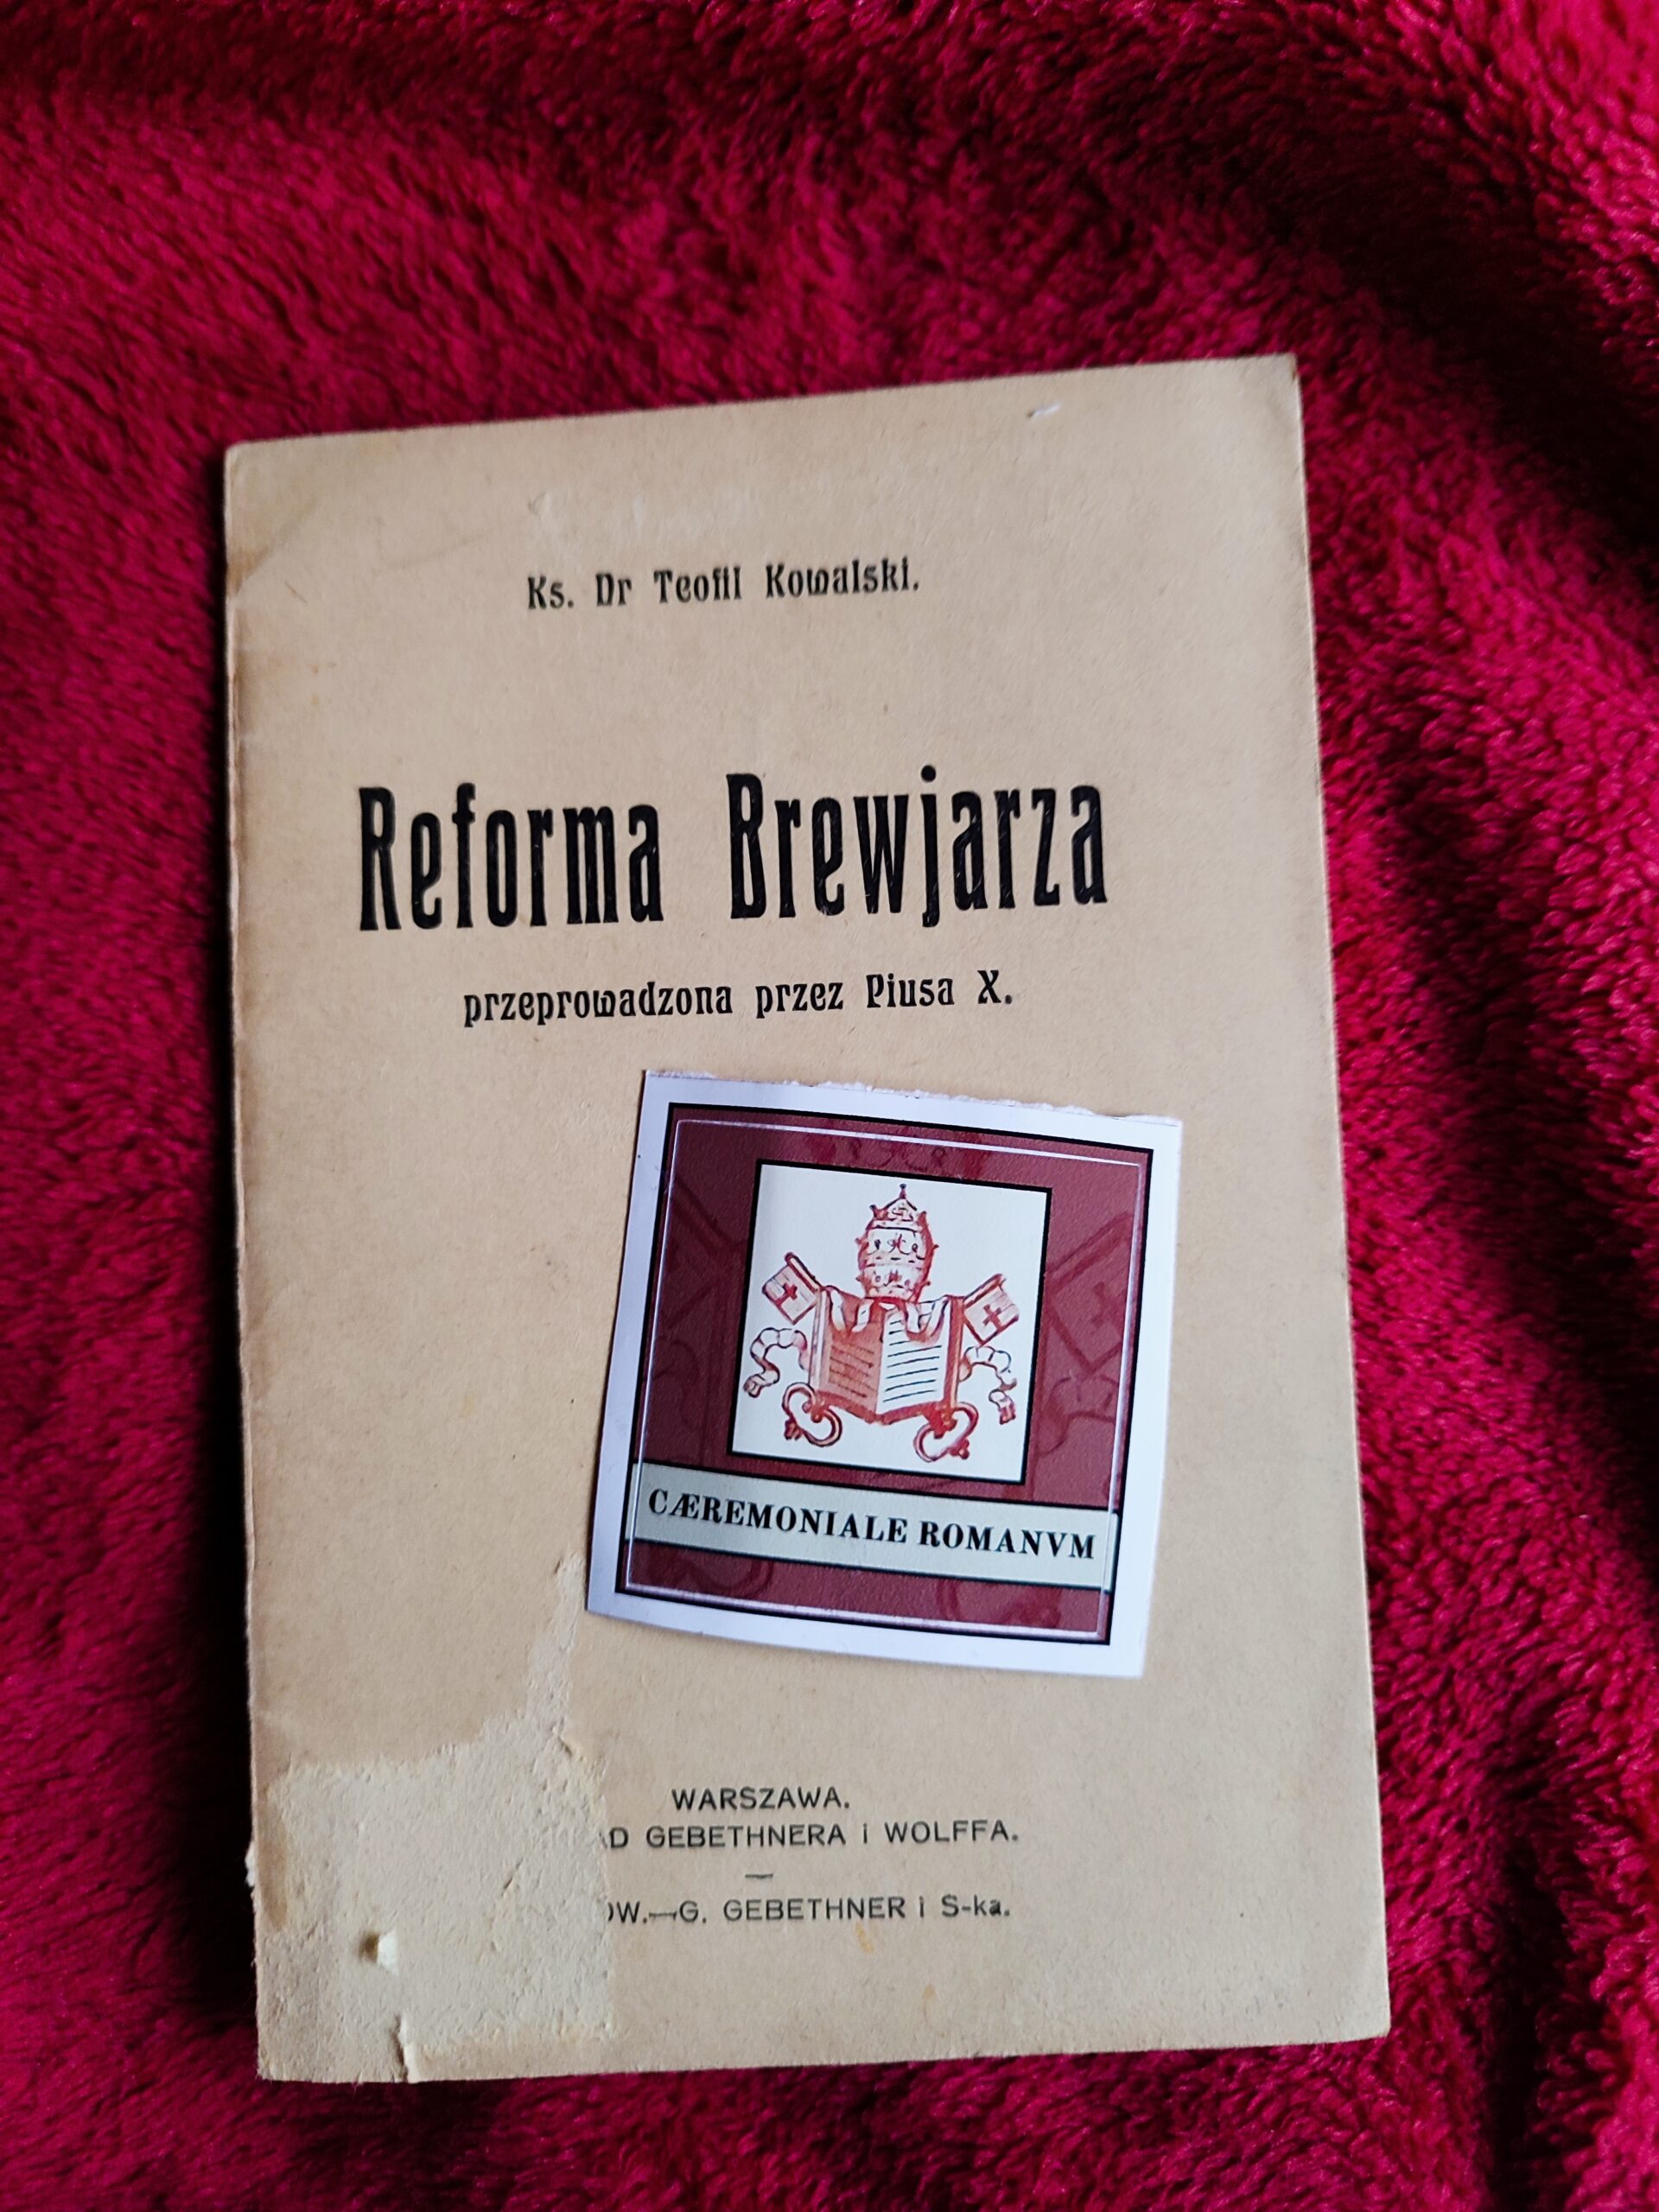 Ks. Dr Teofil Kowalski.
Reforma Brewjarza
przeprowadzona przez Piusa X.
CÆREMONIALE ROMANVM
WARSZAWA.
GEBETHNERA i WOLFFA.
G. GEBETHNER i S-ka.